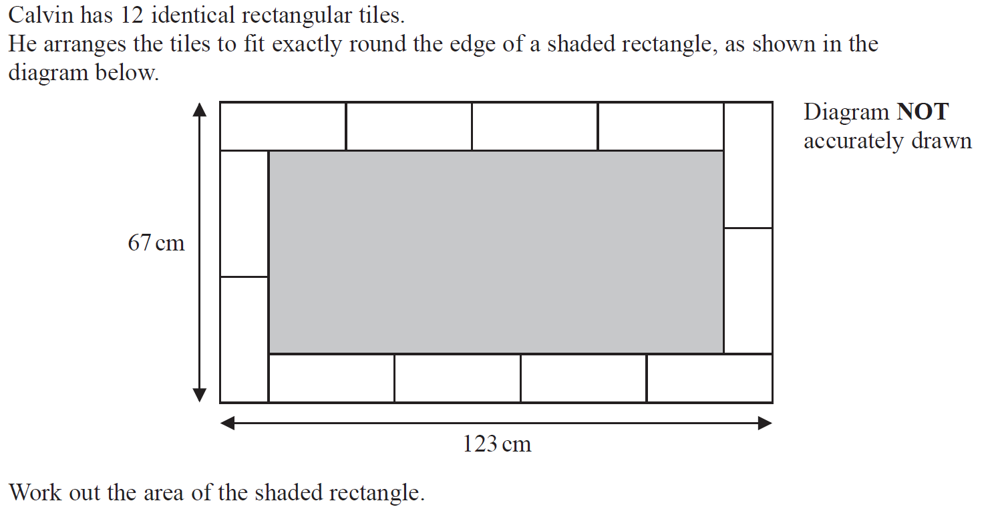 Calvin has 12 identical rectangular tiles.
He arranges the tiles to fit exactly round the edge of a shaded rectangle, as shown in the
diagram below.
Diagram NOT
accurately drawn
67 cm
123 cm
Work out the area of the shaded rectangle.